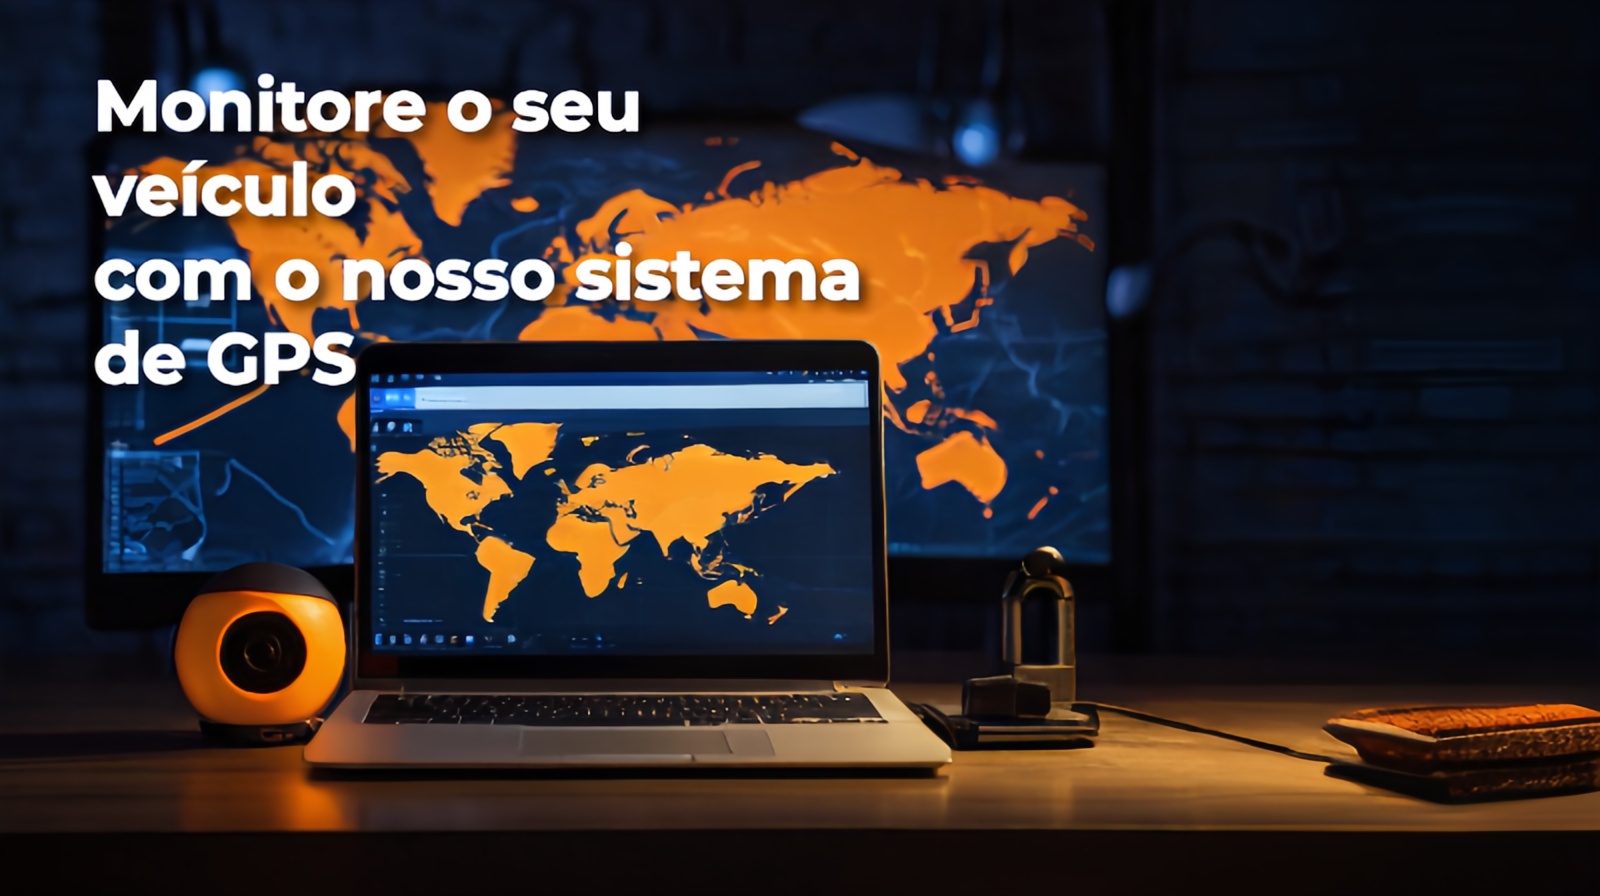 Monitore o seu
veículo
com o nosso sistema
de GPS